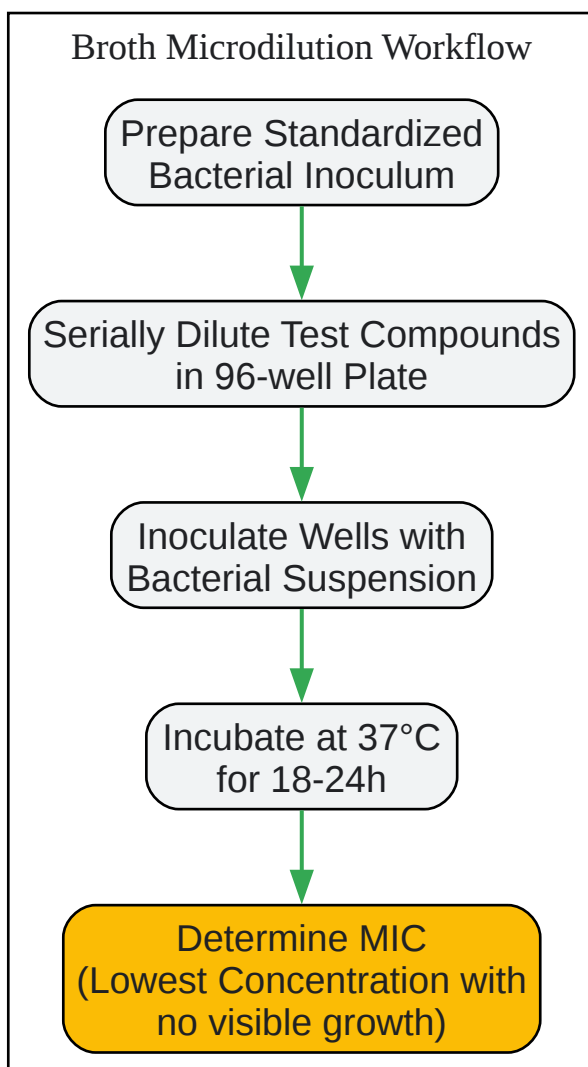 Broth Microdilution Workflow
Prepare Standardized
Bacterial Inoculum
Serially Dilute Test Compounds
in 96-well Plate
Inoculate Wells with
Bacterial Suspension
Incubate at 37°C
for 18-24h
Determine MIC
(Lowest Concentration with
no visible growth)